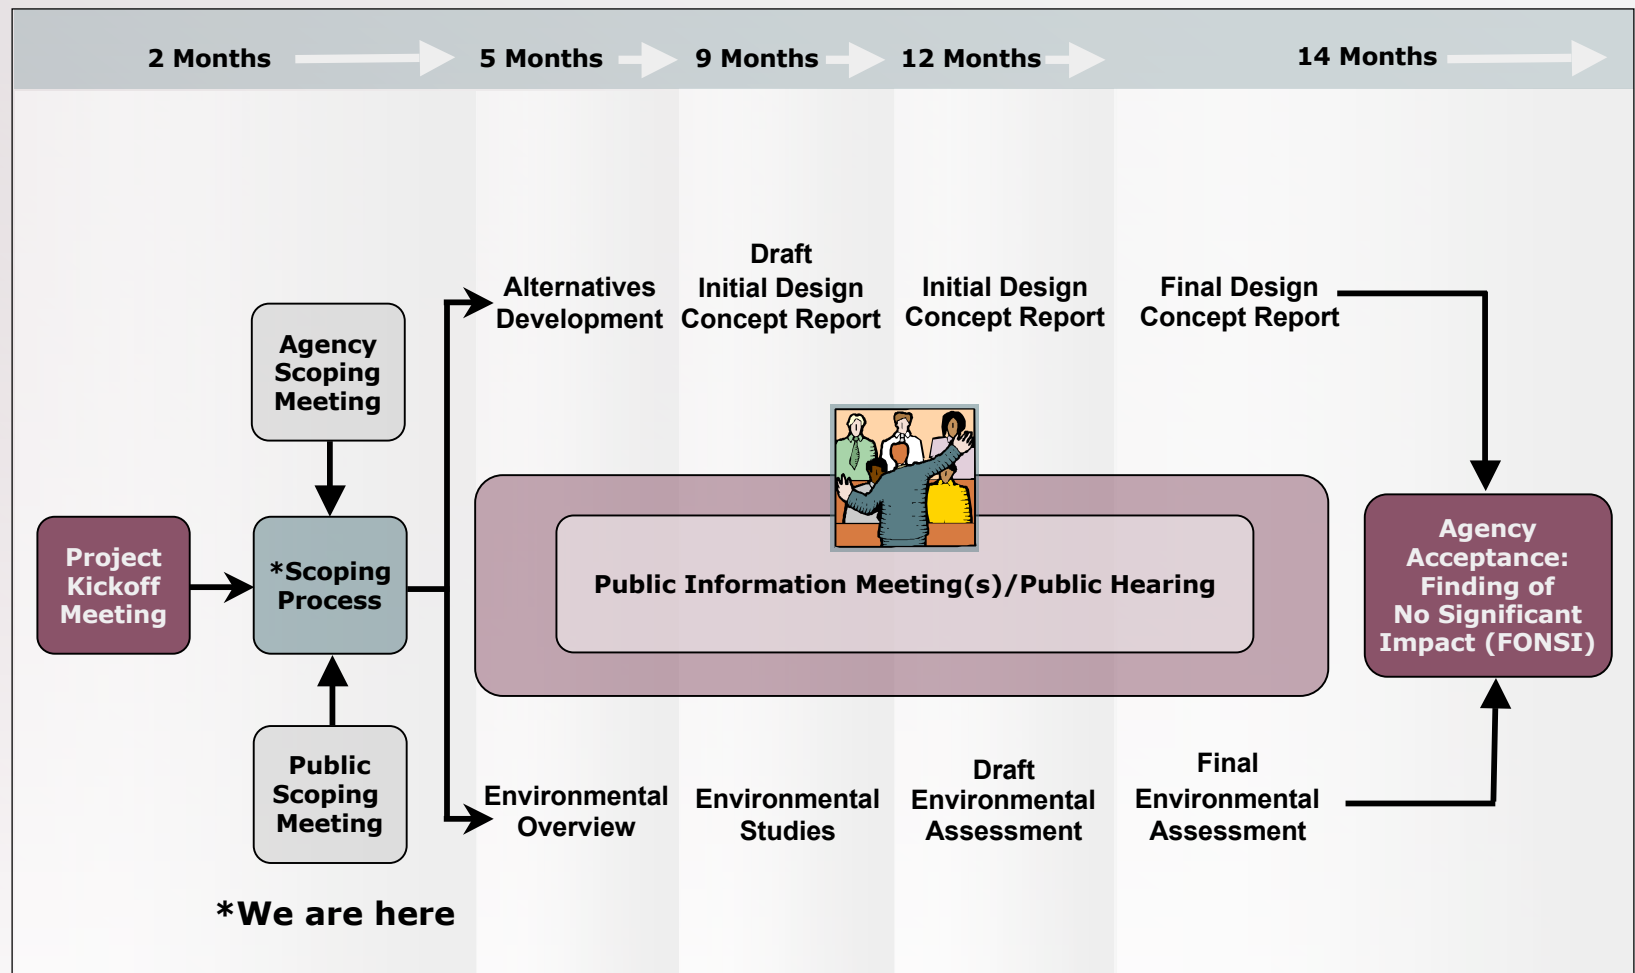 2 Months
5 Months
9 Months
12 Months
14 Months
Alternatives
Development
Draft
Initial Design
Concept Report
Initial Design
Concept Report
Final Design
Concept Report
Agency
Scoping
Meeting
Project
Kickoff
Meeting
*Scoping
Process
Public Information Meeting(s)/Public Hearing
Agency
Acceptance:
Finding of
No Significant
Impact (FONSI)
Public
Scoping
Meeting
Environmental
Overview
Environmental
Studies
Draft
Environmental
Assessment
Final
Environmental
Assessment
*We are here